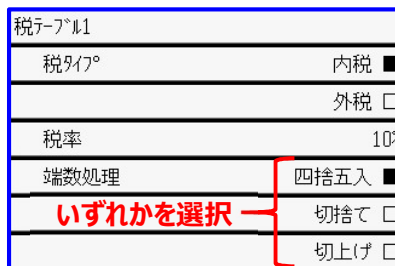 税ﾃｰﾌﾞﾙ1
税ﾀｲﾌﾟ 内税 ■
外税 □
税率 10%
端数処理 四捨五入 ■
いずれかを選択 切捨て □
切上げ □